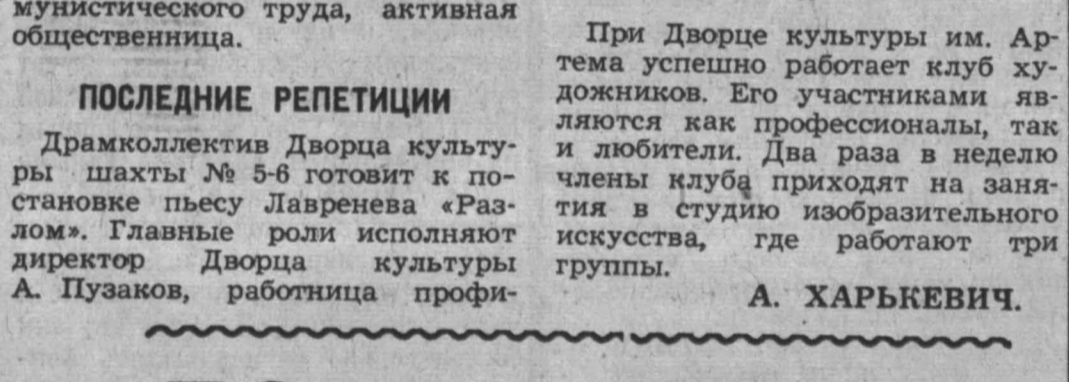 мунистического труда, активная
общественница.
ПОСЛЕДНИЕ РЕПЕТИЦИИ
Драмколлектив Дворца культу-
ры шахты № 5-6 готовит к по-
становке пьесу Лавренева «Раз-
лом». Главные роли исполняют
директор Дворца культуры
А. Пузаков, работница профи-
При Дворце культуры им. Ар-
тема успешно работает клуб ху-
дожников. Его участниками яв-
ляются как профессионалы, так
и любители. Два раза в неделю
члены клуба приходят на заня-
тия в студию изобразительного
искусства, где работают три
группы.
А. ХАРЬКЕВИЧ.